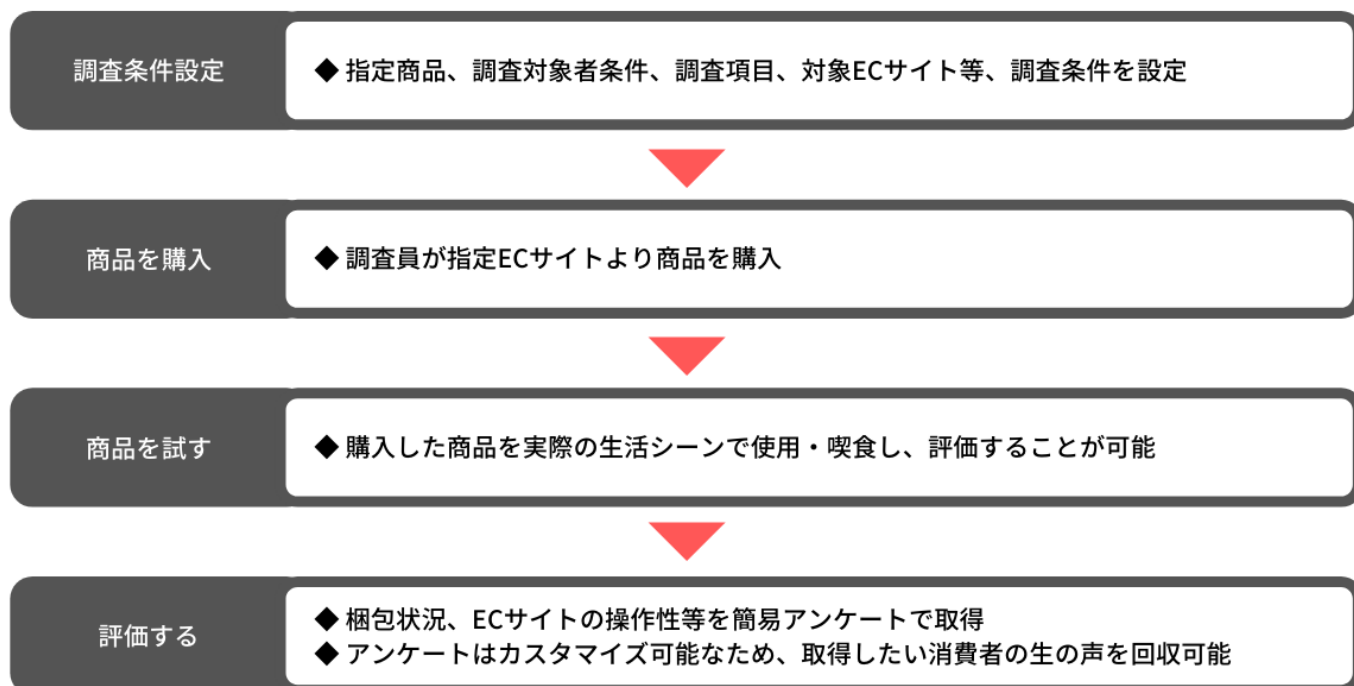 調査条件設定
◆ 指定商品、調査対象者条件、調査項目、対象ECサイト等、調査条件を設定
商品を購入
◆ 調査員が指定ECサイトより商品を購入
商品を試す
◆ 購入した商品を実際の生活シーンで使用・喫食し、評価することが可能
評価する
◆ 梱包状況、ECサイトの操作性等を簡易アンケートで取得
◆ アンケートはカスタマイズ可能なため、取得したい消費者の生の声を回収可能